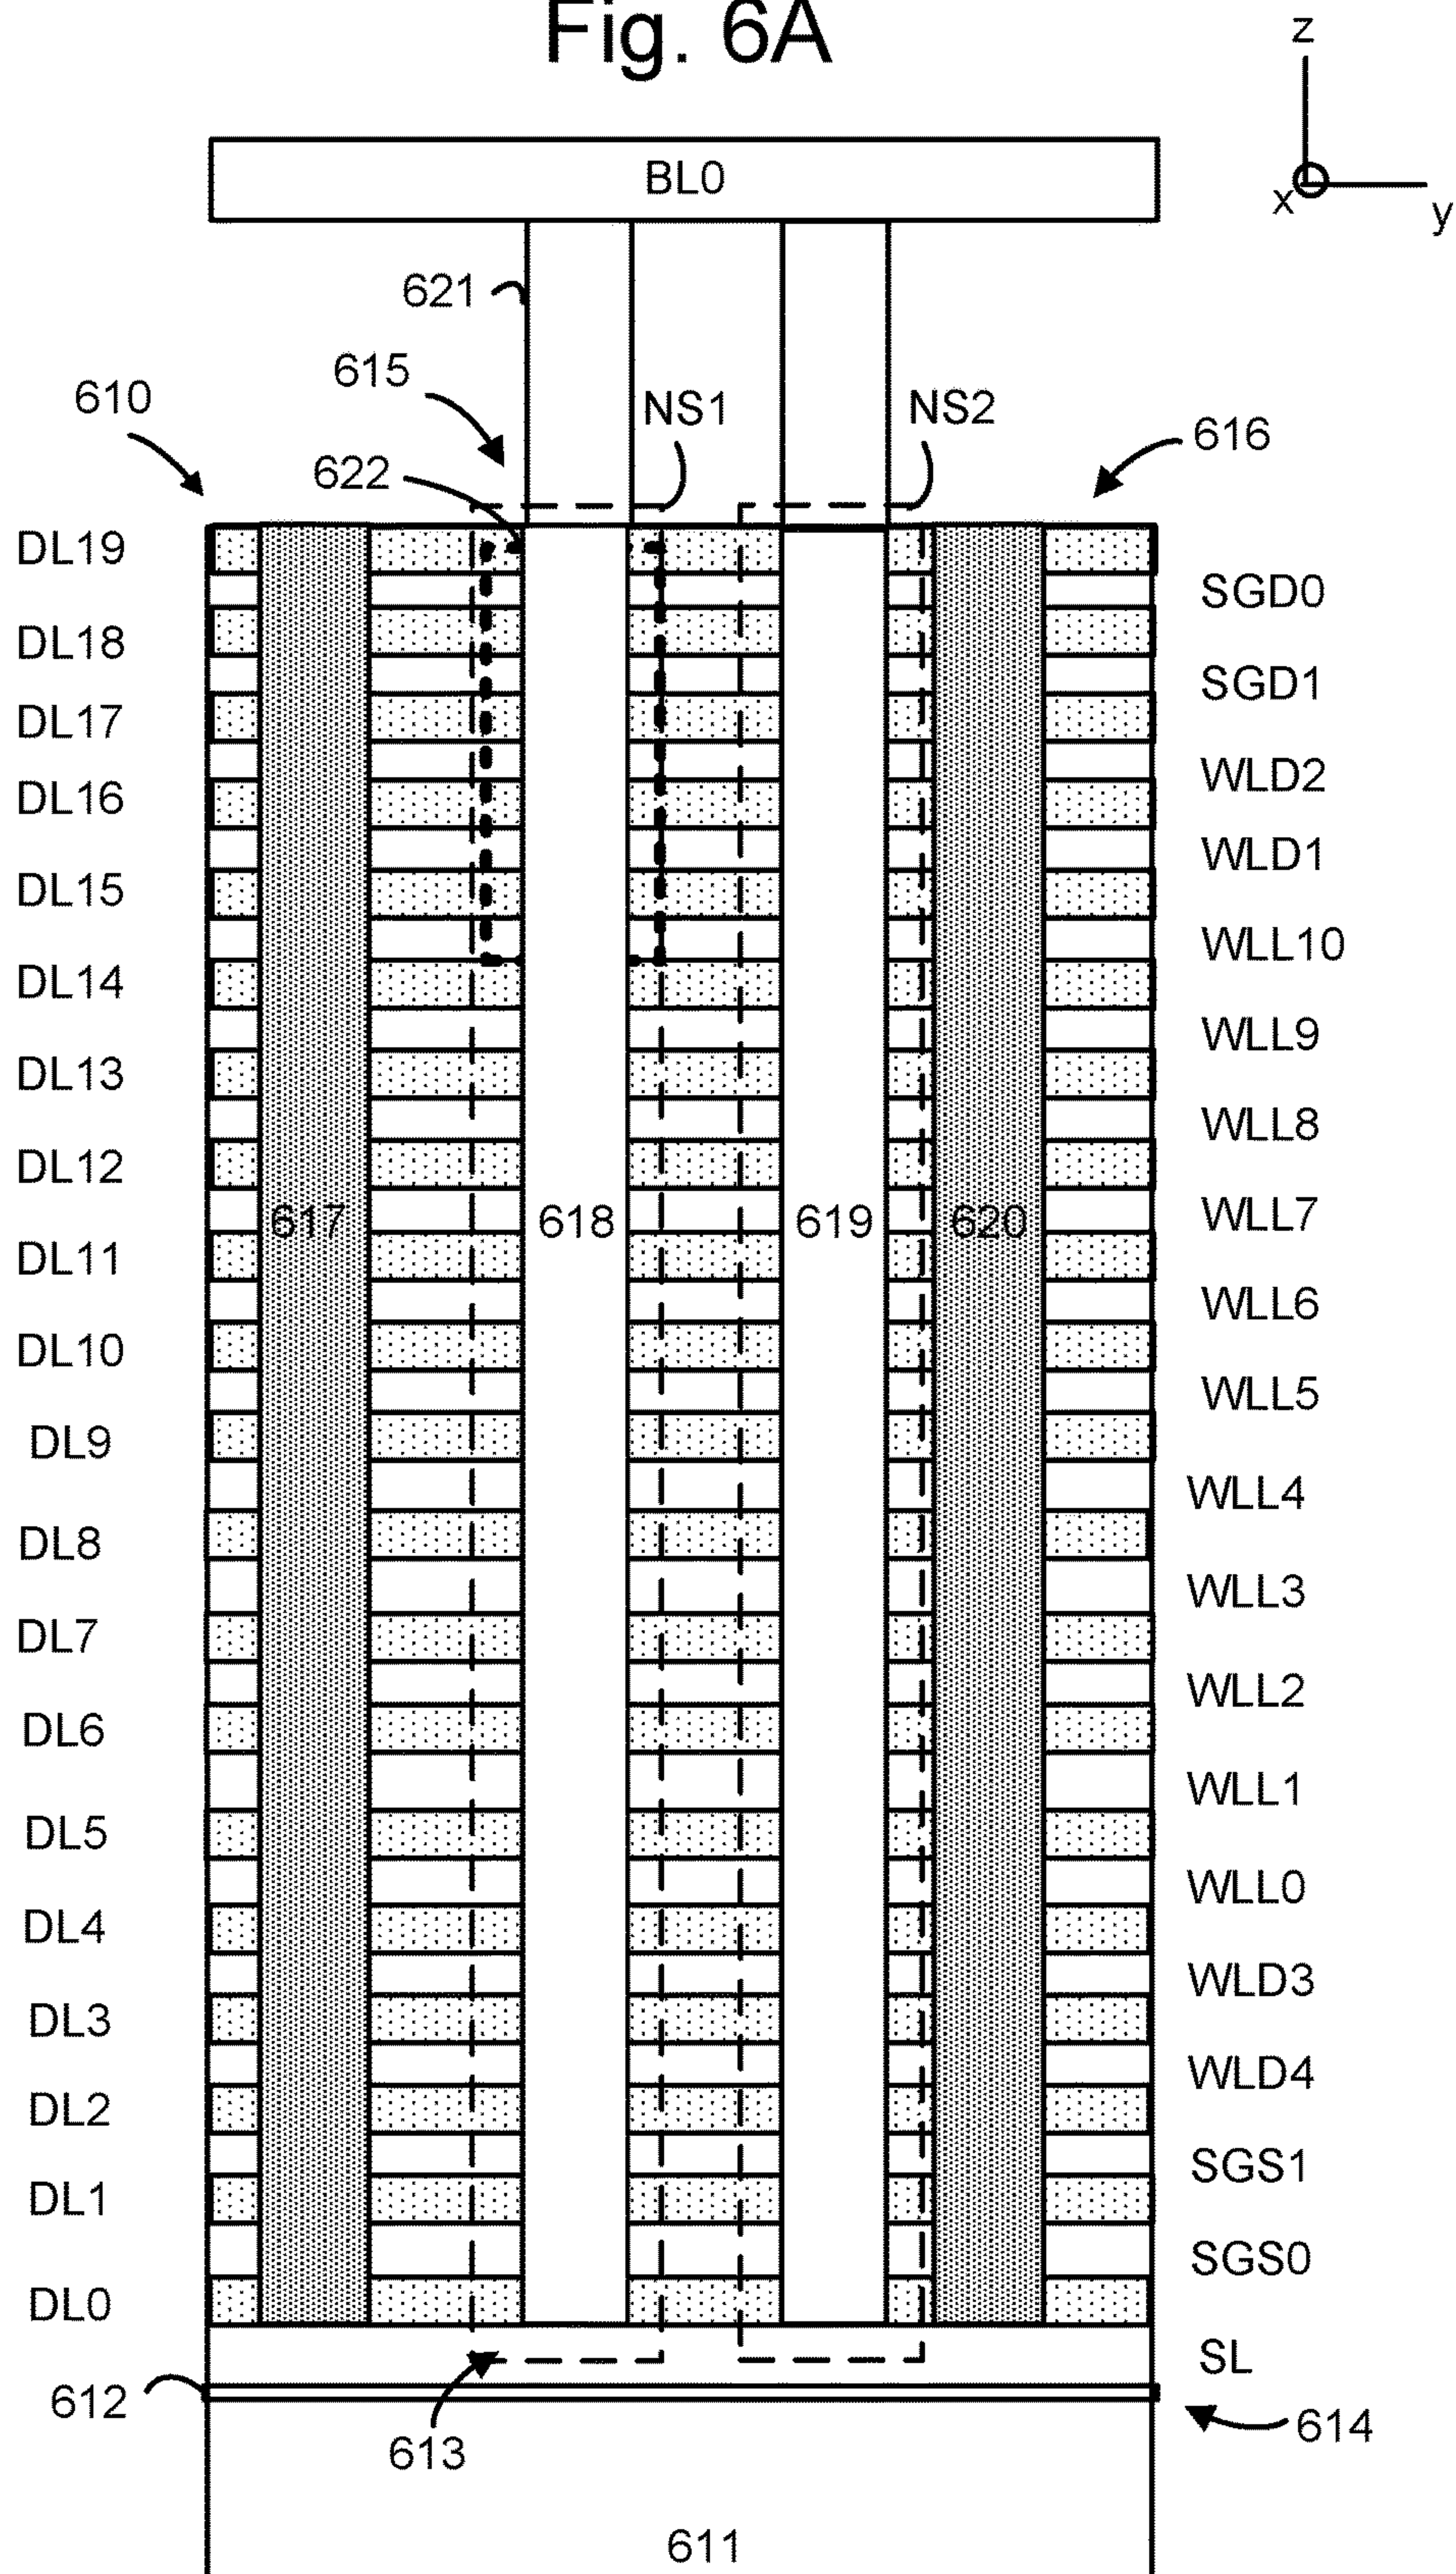 Fig. 6A
z
x
y
BL0
621
615
610
NS1
NS2
616
622
DL19
SGD0
DL18
SGD1
DL17
WLD2
DL16
WLD1
DL15
WLL10
DL14
WLL9
DL13
WLL8
DL12
WLL7
617
618
619
620
DL11
WLL6
DL10
WLL5
DL9
WLL4
DL8
WLL3
DL7
WLL2
DL6
WLL1
DL5
WLL0
DL4
WLD3
DL3
WLD4
DL2
SGS1
DL1
SGS0
DL0
SL
612
613
614
611